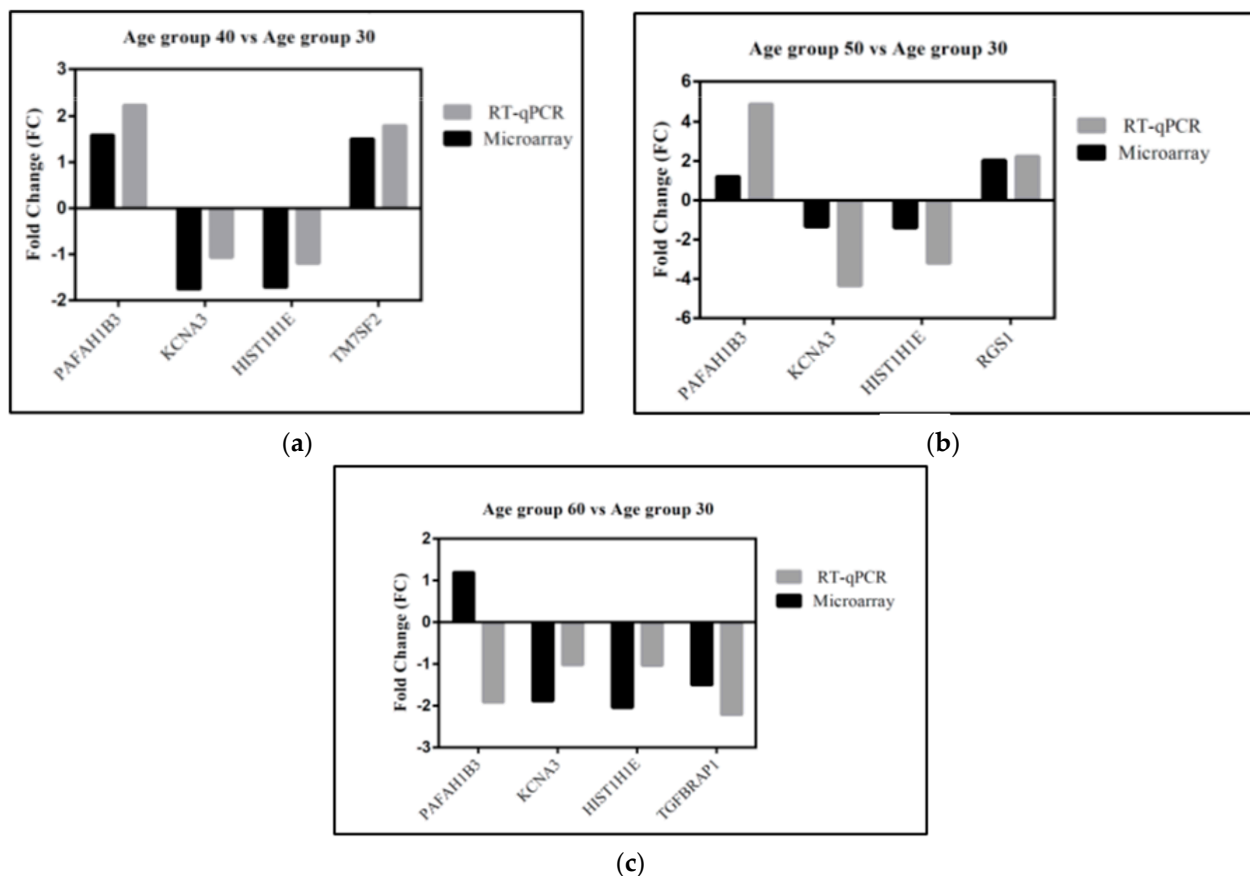 Age group 40 vs Age group 30
Fold Change (FC)
3
2
1
0
-1
-2
PAFAH1B3
KCNA3
HIST1H1E
TM7SF2
RT-qPCR
Microarray
(a)
Age group 50 vs Age group 30
Fold Change (FC)
6
4
2
0
-2
-4
-6
PAFAH1B3
KCNA3
HIST1H1E
RGS1
RT-qPCR
Microarray
(b)
Age group 60 vs Age group 30
Fold Change (FC)
2
1
0
-1
-2
-3
PAFAH1B3
KCNA3
HIST1H1E
TGFBRAP1
RT-qPCR
Microarray
(c)